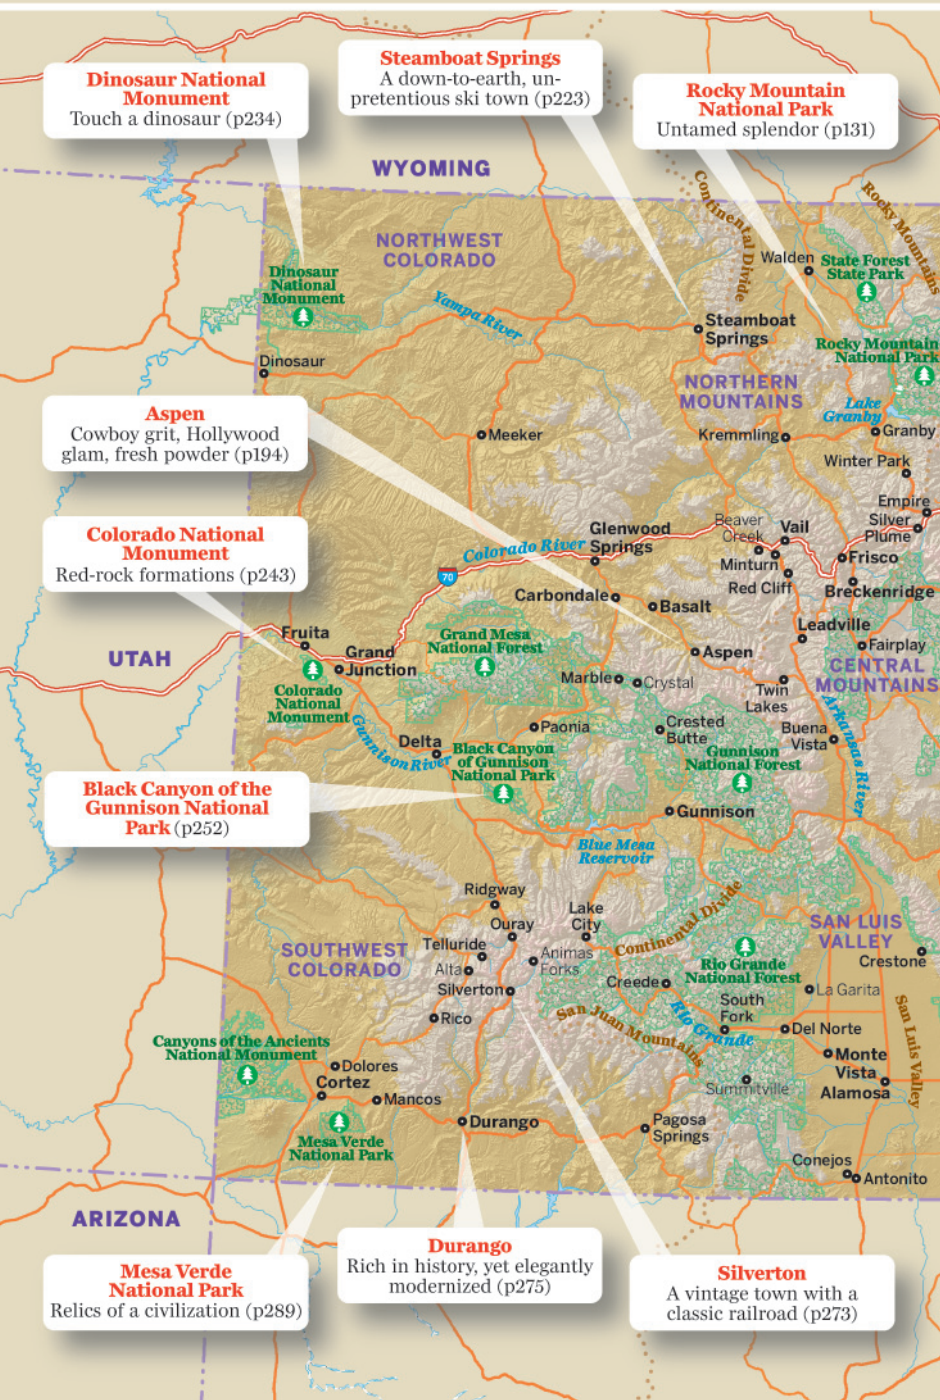 Steamboat Springs
A down-to-earth, un-
pretentious ski town (p223)
Dinosaur National
Monument
Touch a dinosaur (p234)
Rocky Mountain
National Park
Untamed splendor (p131)
WYOMING
Continental Divide
Rocky Mountains
NORTHWEST
COLORADO
Walden
State Forest
State Park
Dinosaur
National
Monument
Yampa River
Steamboat
Springs
Rocky Mountain
National Park
Dinosaur
NORTHERN
MOUNTAINS
Lake
Granby
Aspen
Cowboy grit, Hollywood
glam, fresh powder (p194)
Meeker
Kremmling
Granby
Winter Park
Empire
Silver
Plume
Colorado National
Monument
Red-rock formations (p243)
Glenwood
Springs
Colorado River
70
Beaver
Creek
Vail
Minturn
Red Cliff
Frisco
Breckenridge
Carbondale
Basalt
Leadville
Fruita
Grand
Junction
UTAH
Grand Mesa
National Forest
Aspen
Fairplay
CENTRAL
MOUNTAINS
Colorado
National
Monument
Marble
Crystal
Twin
Lakes
Arkansas River
Gunnison River
Delta
Paonia
Crested
Butte
Buena
Vista
Black Canyon
of Gunnison
National Park
Gunnison
National Forest
Black Canyon of the
Gunnison National
Park (p252)
Gunnison
Blue Mesa
Reservoir
Ridgway
Lake
City
Continental Divide
Ouray
SAN LUIS
VALLEY
SOUTHWEST
COLORADO
Telluride
Alta
Animas
Forks
Crestone
Rio Grande
National Forest
Silverton
Creede
La Garita
Rico
San Juan Mountains
Rio Grande
South
Fork
San Luis Valley
Del Norte
Canyons of the Ancients
National Monument
Dolores
Cortez
Mancos
Monte
Vista
Alamosa
Summitville
Mesa Verde
National Park
Durango
Pagosa
Springs
Conejos
Antonito
ARIZONA
Durango
Rich in history, yet elegantly
modernized (p275)
Mesa Verde
National Park
Relics of a civilization (p289)
Silverton
A vintage town with a
classic railroad (p273)